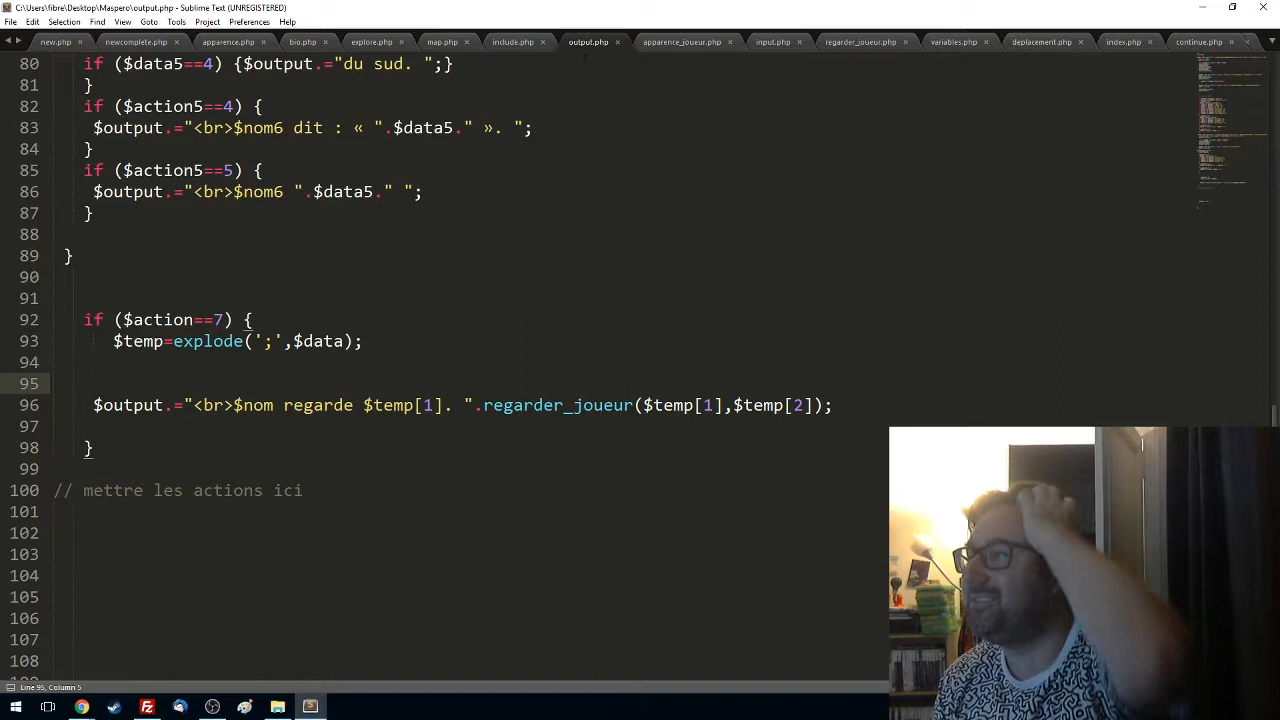 C:\Users\fibre\Desktop\Maspero\output.php - Sublime Text (UNREGISTERED)
File Edit Selection Find View Goto Tools Project Preferences Help
new.php newcomplete.php apparence.php bio.php explore.php map.php include.php output.php apparence_joueur.php input.php regarder_joueur.php variables.php deplacement.php index.php continue.php
80 if ($data5==4) {$output.="du sud. ";}
81 }
82 if ($action5==4) {
83 $output.="<br>$nom6 dit : « ".$data5." ». ";
84 }
85 if ($action5==5) {
86 $output.="<br>$nom6 ".$data5." ";
87 }
88
89 }
90
91
92 if ($action==7) {
93 $temp=explode(';',$data);
94
95
96 $output.="<br>$nom regarde $temp[1]. ".regarder_joueur($temp[1],$temp[2]);
97
98 }
99
100 // mettre les actions ici
101
102
103
104
105
106
107
108
Line 95, Column 5